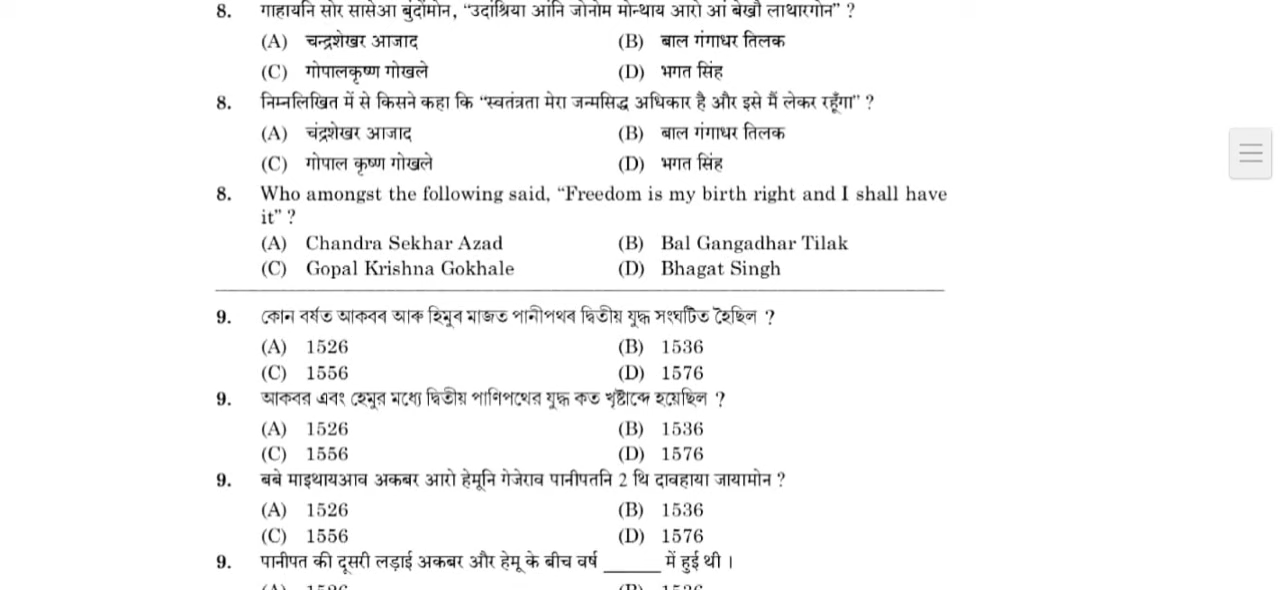 8. गाहायनि सोर सासेआ बुंदोंमोन, “उदांश्रिया आंनि जोनोम मोन्थाय आरो आं बेखौ लाथारगोन” ?
(A) चन्द्रशेखर आजाद (B) बाल गंगाधर तिलक
(C) गोपालकृष्ण गोखले (D) भगत सिंह
8. निम्नलिखित में से किसने कहा कि “स्वतंत्रता मेरा जन्मसिद्ध अधिकार है और इसे मैं लेकर रहूँगा” ?
(A) चंद्रशेखर आजाद (B) बाल गंगाधर तिलक
(C) गोपाल कृष्ण गोखले (D) भगत सिंह
8. Who amongst the following said, “Freedom is my birth right and I shall have
it” ?
(A) Chandra Sekhar Azad (B) Bal Gangadhar Tilak
(C) Gopal Krishna Gokhale (D) Bhagat Singh
9. কোন বৰ্ষত আকবৰ আৰু হিমুৰ মাজত পানীপথৰ দ্বিতীয় যুদ্ধ সংঘটিত হৈছিল ?
(A) 1526 (B) 1536
(C) 1556 (D) 1576
9. আকবর এবং হেমুর মধ্যে দ্বিতীয় পাণিপথের যুদ্ধ কত খৃষ্টাব্দে হয়েছিল ?
(A) 1526 (B) 1536
(C) 1556 (D) 1576
9. बबे माइथायआव अकबर आरो हेमूनि गेजेराव पानीपतनि 2 थि दावहाया जायामोन ?
(A) 1526 (B) 1536
(C) 1556 (D) 1576
9. पानीपत की दूसरी लड़ाई अकबर और हेमू के बीच वर्ष ______ में हुई थी ।
(A) 1526 (B) 1536